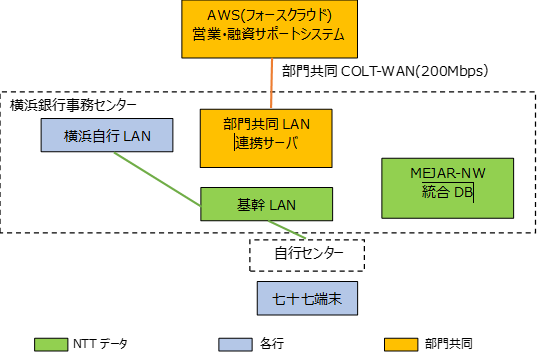 AWS(フォースクラウド)
営業・融資サポートシステム
部門共同 COLT-WAN(200Mbps)
横浜銀行事務センター
横浜自行 LAN
部門共同 LAN
連携サーバ
MEJAR-NW
統合 DB
基幹 LAN
自行センター
七十七端末
NTT データ
各行
部門共同